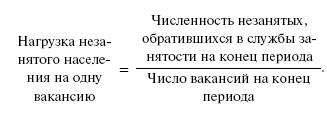 Нагрузка неза-
нятого населе-
ния на одну
вакансию
=
Численность незанятых,
обратившихся в службы за-
нятости на конец периода
Число вакансий на конец
периода
.